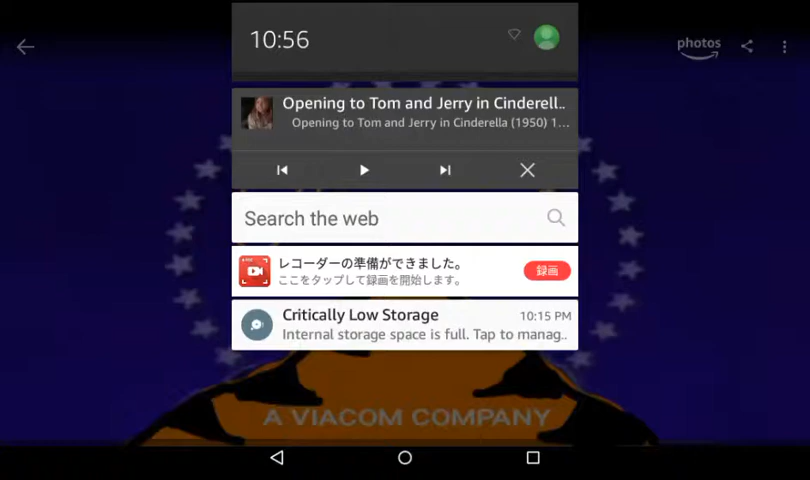 10:56
photos
Opening to Tom and Jerry in Cinderell..
Opening to Tom and Jerry in Cinderella (1950) 1...
Search the web
レコーダーの準備ができました。
ここをタップして録画を開始します。
録画
Critically Low Storage
10:15 PM
Internal storage space is full. Tap to manag..
A VIACOM COMPANY